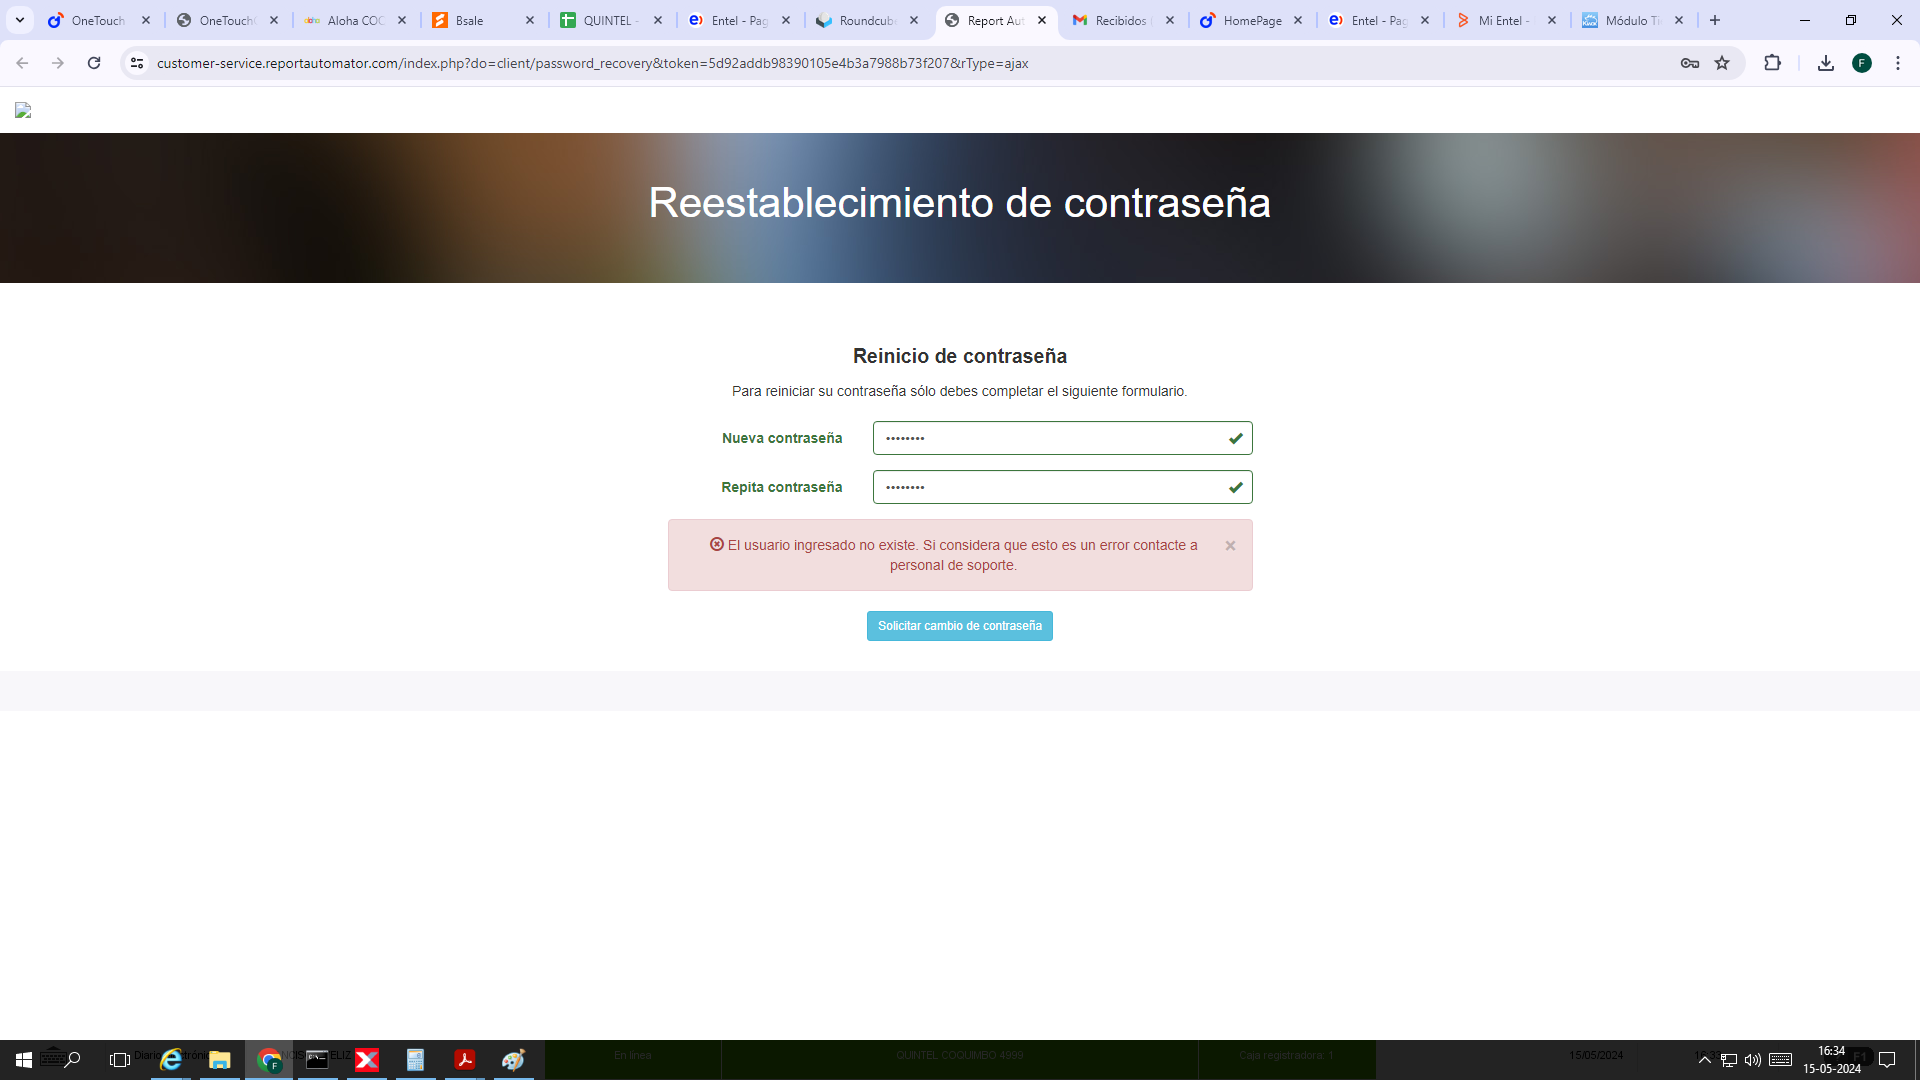 OneTouch
OneTouch
Aloha COQ
Bsale
QUINTEL -
Entel - Pag
Roundcube
Report Aut
Recibidos
HomePage
Entel - Pag
Mi Entel -
Módulo Ti
customer-service.reportautomator.com/index.php?do=client/password_recovery&token=5d92addb98390105e4b3a7988b73f207&rType=ajax
F
Reestablecimiento de contraseña
Reinicio de contraseña
Para reiniciar su contraseña sólo debes completar el siguiente formulario.
Nueva contraseña
••••••••
Repita contraseña
••••••••
El usuario ingresado no existe. Si considera que esto es un error contacte a
personal de soporte.
Solicitar cambio de contraseña
En línea
QUINTEL COQUIMBO 4999
Caja registradora: 1
15/05/2024
F1
16:34
15-05-2024